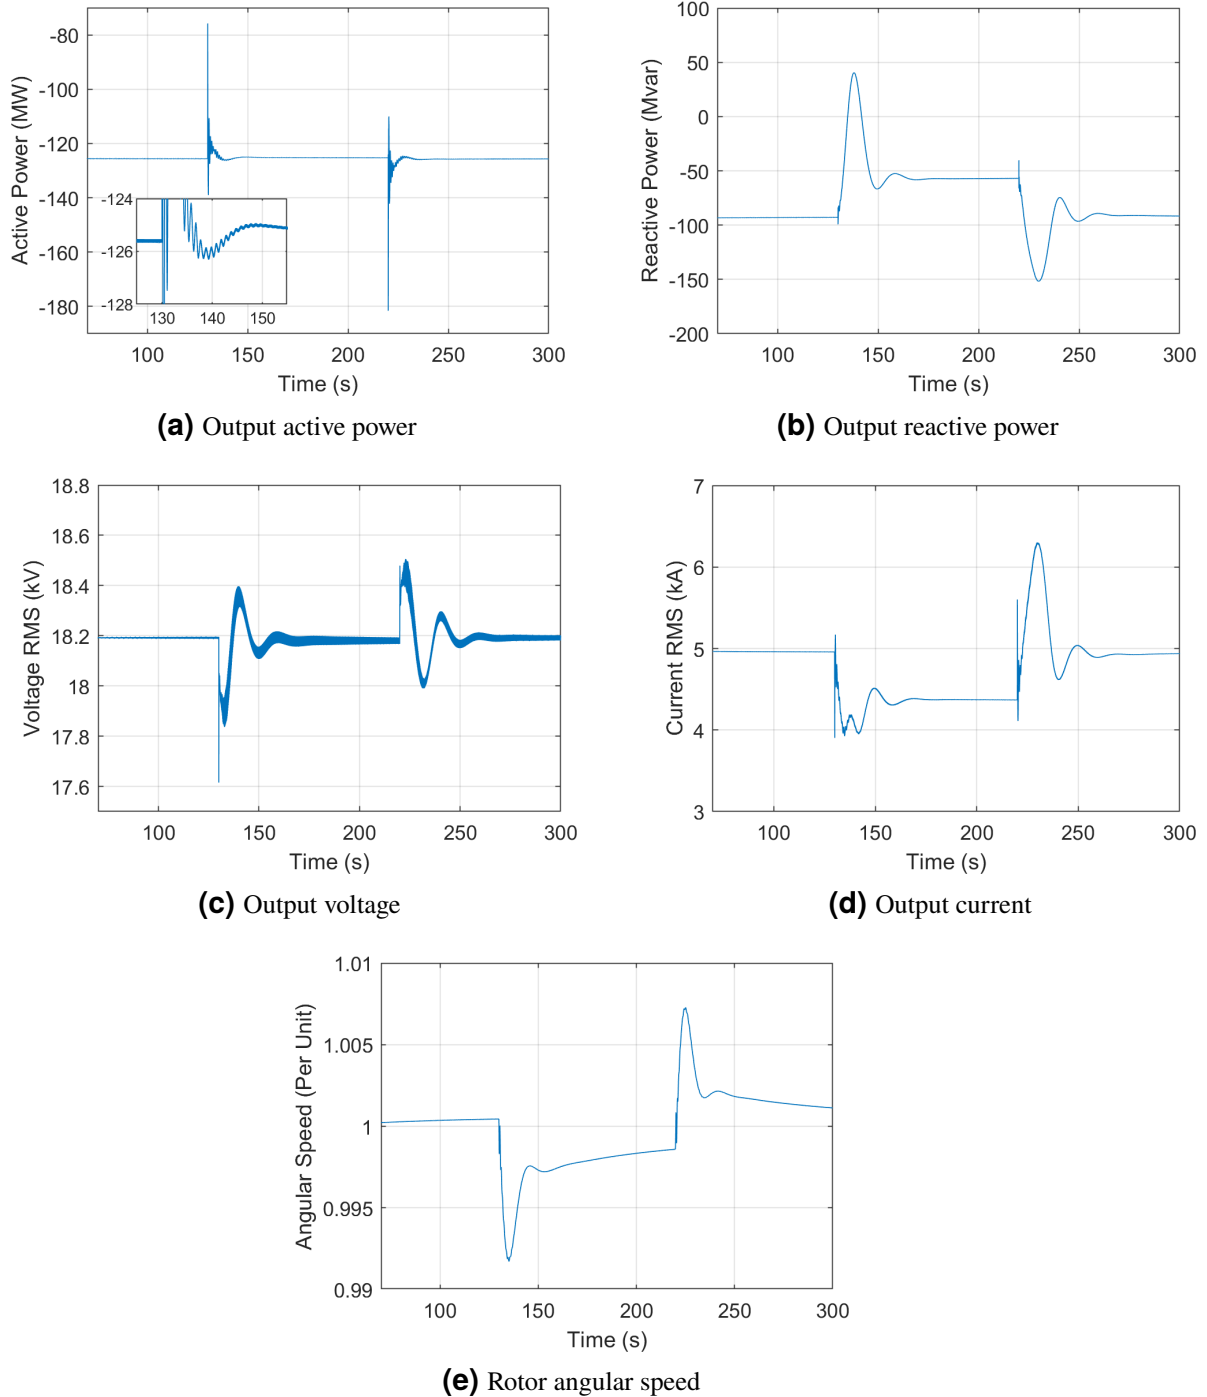 -80
-100
-120
-140
-160
-180
Active Power (MW)
-124
-126
-128
130 140 150
100 150 200 250 300
Time (s)
(a) Output active power
100
50
0
-50
-100
-150
-200
Reactive Power (Mvar)
100 150 200 250 300
Time (s)
(b) Output reactive power
18.8
18.6
18.4
18.2
18
17.8
17.6
Voltage RMS (kV)
100 150 200 250 300
Time (s)
(c) Output voltage
7
6
5
4
3
Current RMS (kA)
100 150 200 250 300
Time (s)
(d) Output current
1.01
1.005
1
0.995
0.99
Angular Speed (Per Unit)
100 150 200 250 300
Time (s)
(e) Rotor angular speed